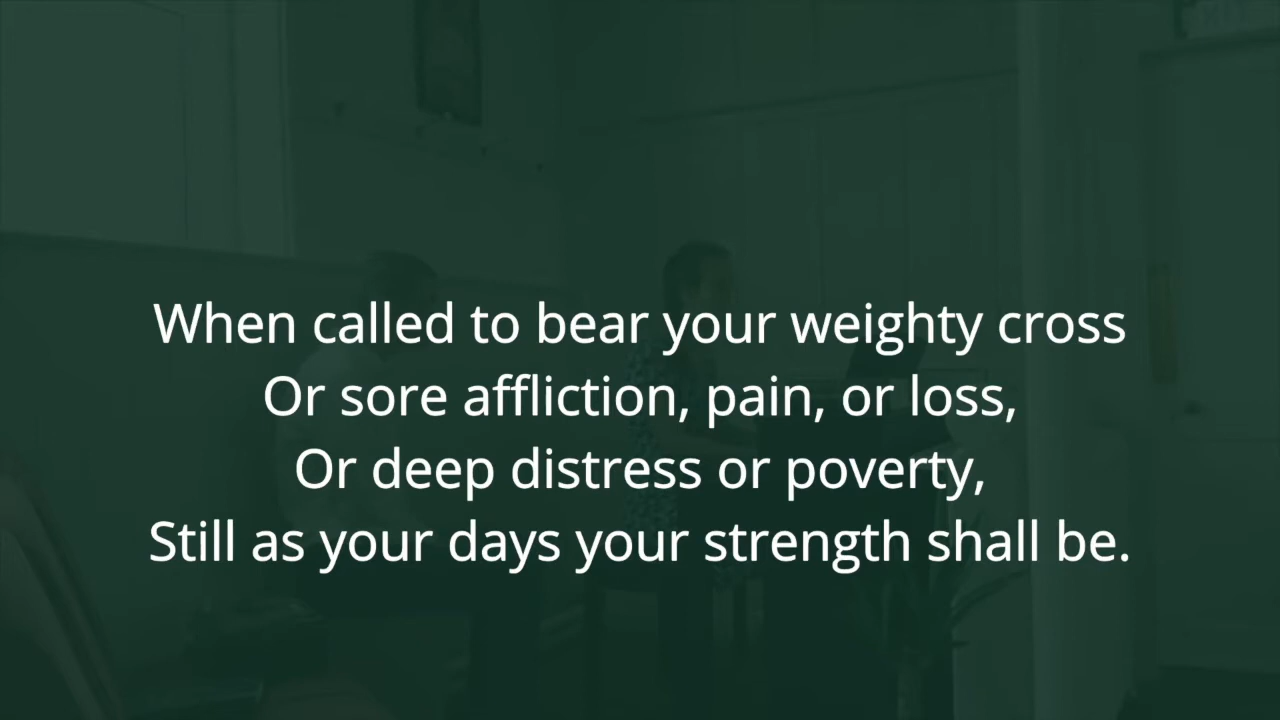 When called to bear your weighty cross
Or sore affliction, pain, or loss,
Or deep distress or poverty,
Still as your days your strength shall be.